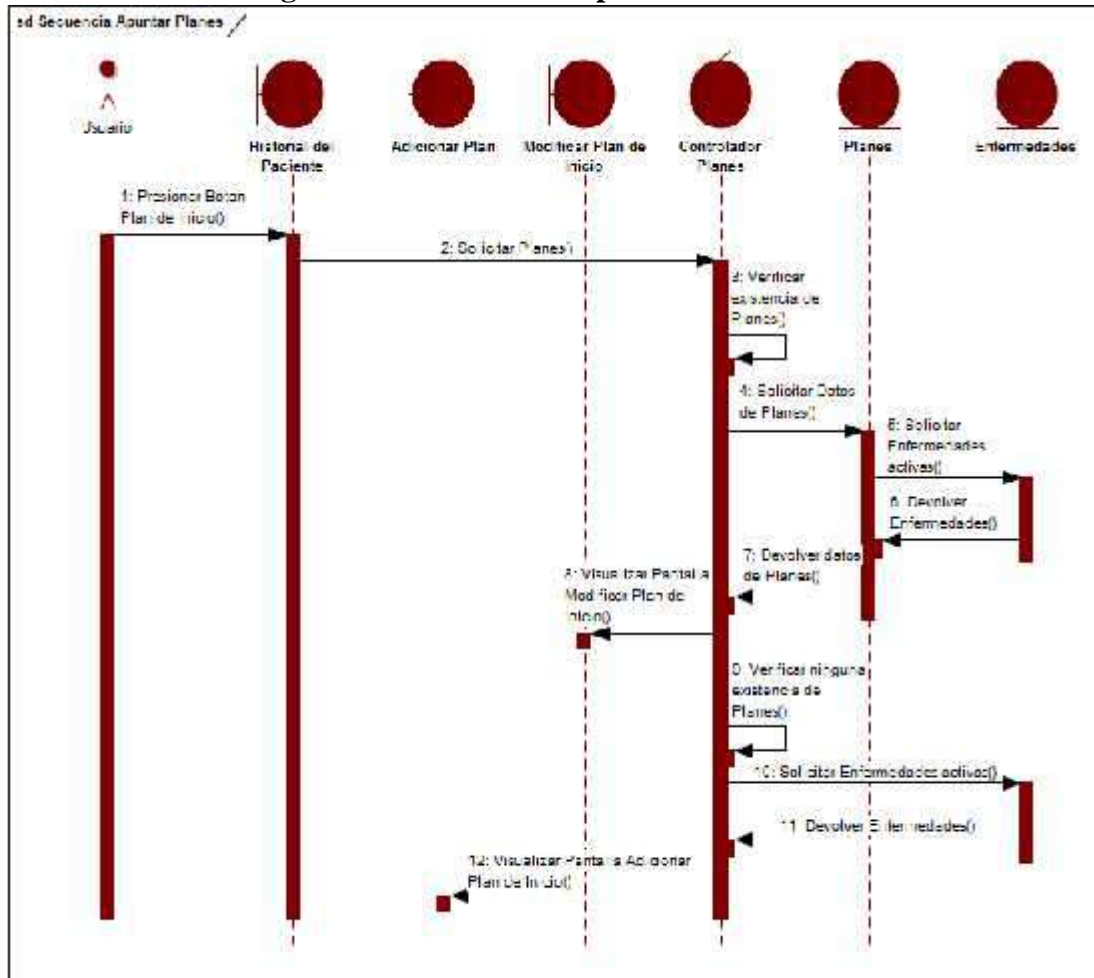 sd Secuencia Apuntar Planes
Usuario
Historial del
Paciente
Adicionar Plan
Modificar Plan de
Inicio
Controlador
Planes
Planes
Enfermedades
1: Presionar Boton
Plan de Inicio()
2: Solicitar Planes()
3: Verificar
existencia de
Planes()
4: Solicitar Datos
de Planes()
5: Solicitar
Enfermedades
activas()
6: Devolver
Enfermedades()
7: Devolver datos
de Planes()
8: Visualizar Pantalla
Modificar Plan de
Inicio()
9: Verificar ninguna
existencia de
Planes()
10: Solicitar Enfermedades activas()
11: Devolver Enfermedades()
12: Visualizar Pantalla Adicionar
Plan de Inicio()